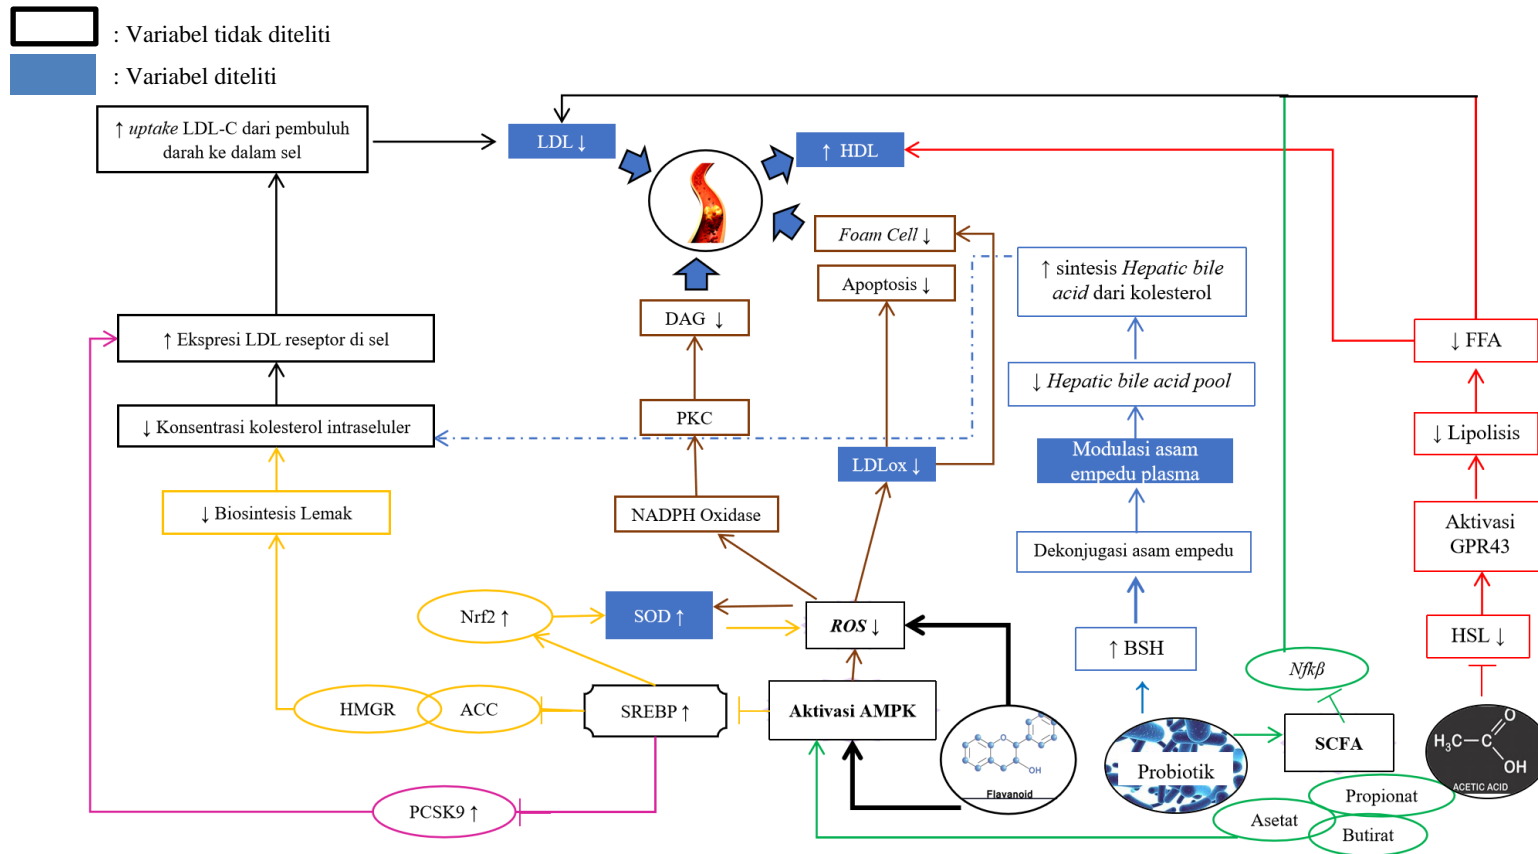 : Variabel tidak diteliti
: Variabel diteliti
↑ uptake LDL-C dari pembuluh
darah ke dalam sel
LDL ↓
↑ HDL
Foam Cell ↓
Apoptosis ↓
↑ sintesis Hepatic bile
acid dari kolesterol
DAG ↓
↑ Ekspresi LDL reseptor di sel
↓ FFA
↓ Hepatic bile acid pool
PKC
↓ Konsentrasi kolesterol intraseluler
↓ Lipolisis
LDLox ↓
Modulasi asam
empedu plasma
↓ Biosintesis Lemak
NADPH Oxidase
Aktivasi
GPR43
Dekonjugasi asam empedu
Nrf2 ↑
SOD ↑
ROS ↓
↑ BSH
HSL ↓
Nfkβ
HMGR
ACC
SREBP ↑
Aktivasi AMPK
O
OH
Flavanoid
Probiotik
SCFA
O
H₃C
C
OH
ACETIC ACID
PCSK9 ↑
Propionat
Asetat
Butirat